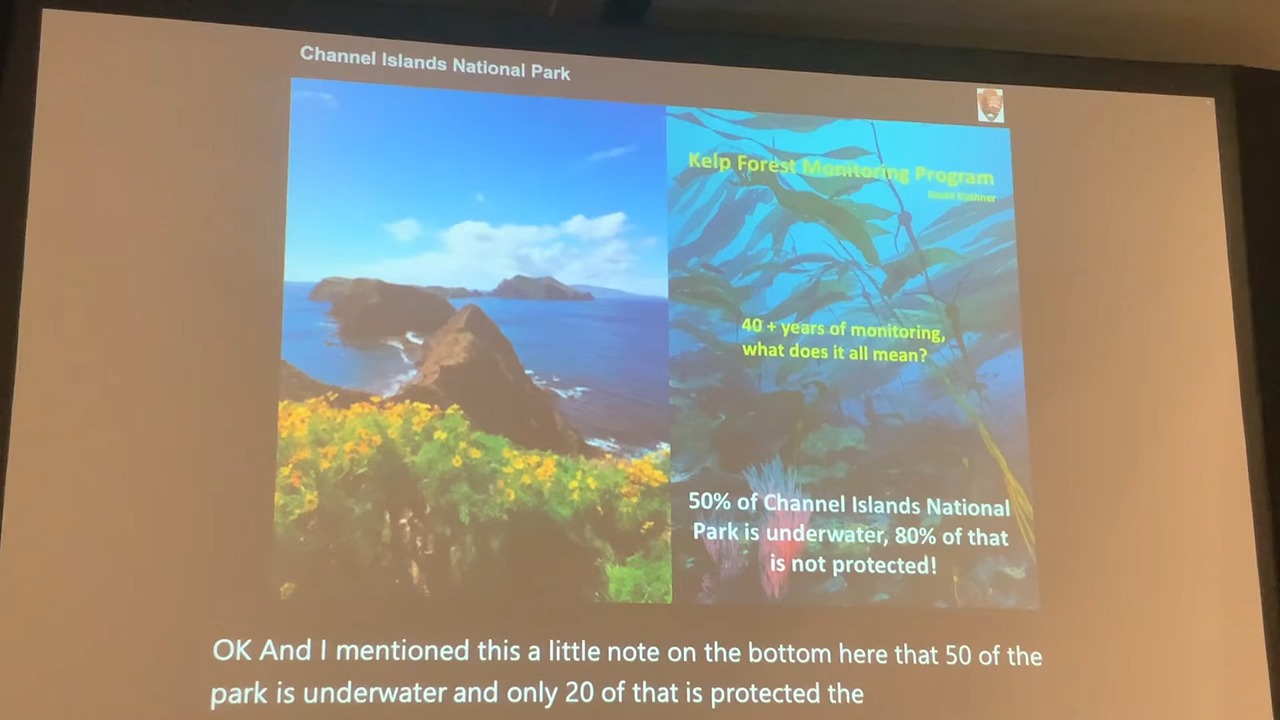 Channel Islands National Park
Kelp Forest Monitoring Program
Kushner
40 + years of monitoring,
what does it all mean?
50% of Channel Islands National
Park is underwater, 80% of that
is not protected!
OK And I mentioned this a little note on the bottom here that 50 of the
park is underwater and only 20 of that is protected the